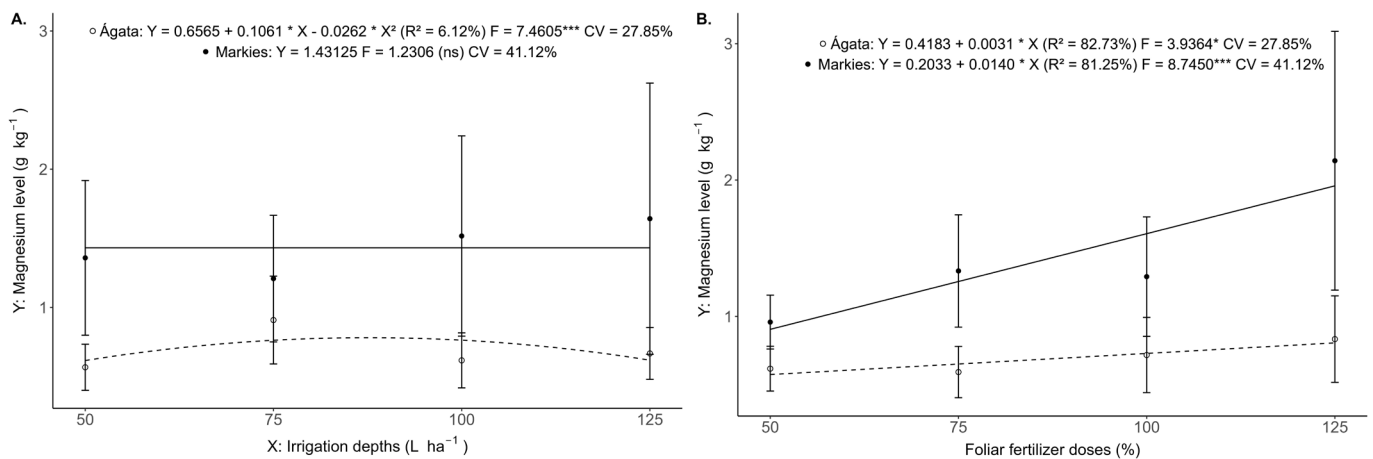 A.
Ágata: Y = 0.6565 + 0.1061 * X - 0.0262 * X² (R² = 6.12%) F = 7.4605*** CV = 27.85%
Markies: Y = 1.43125 F = 1.2306 (ns) CV = 41.12%
Y: Magnesium level (g kg⁻¹ )
3
2
1
50 75 100 125
X: Irrigation depths (L ha⁻¹ )
B.
Ágata: Y = 0.4183 + 0.0031 * X (R² = 82.73%) F = 3.9364* CV = 27.85%
Markies: Y = 0.2033 + 0.0140 * X (R² = 81.25%) F = 8.7450*** CV = 41.12%
Y: Magnesium level (g kg⁻¹ )
3
2
1
50 75 100 125
Foliar fertilizer doses (%)